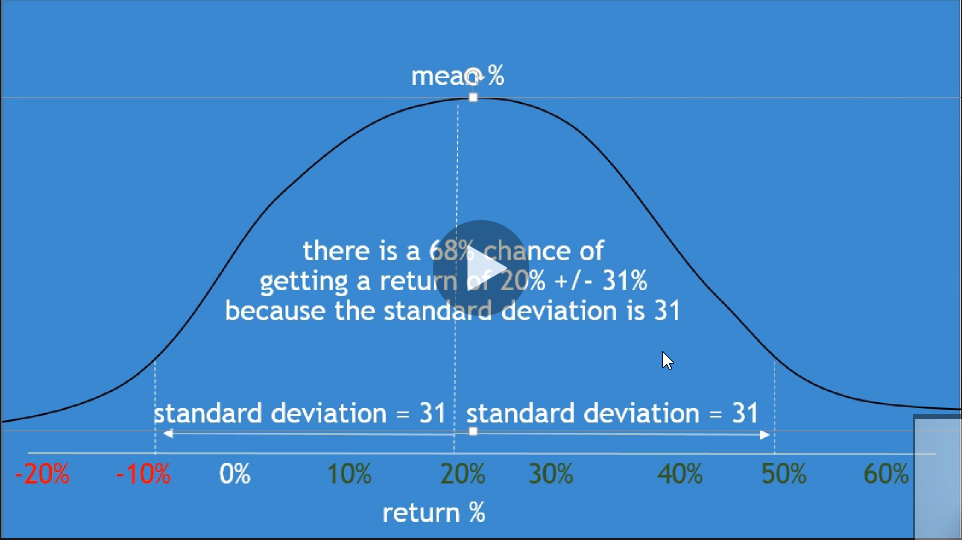 mean %
there is a 68% chance of
getting a return of 20% +/- 31%
because the standard deviation is 31
standard deviation = 31 standard deviation = 31
-20% -10% 0% 10% 20% 30% 40% 50% 60%
return %